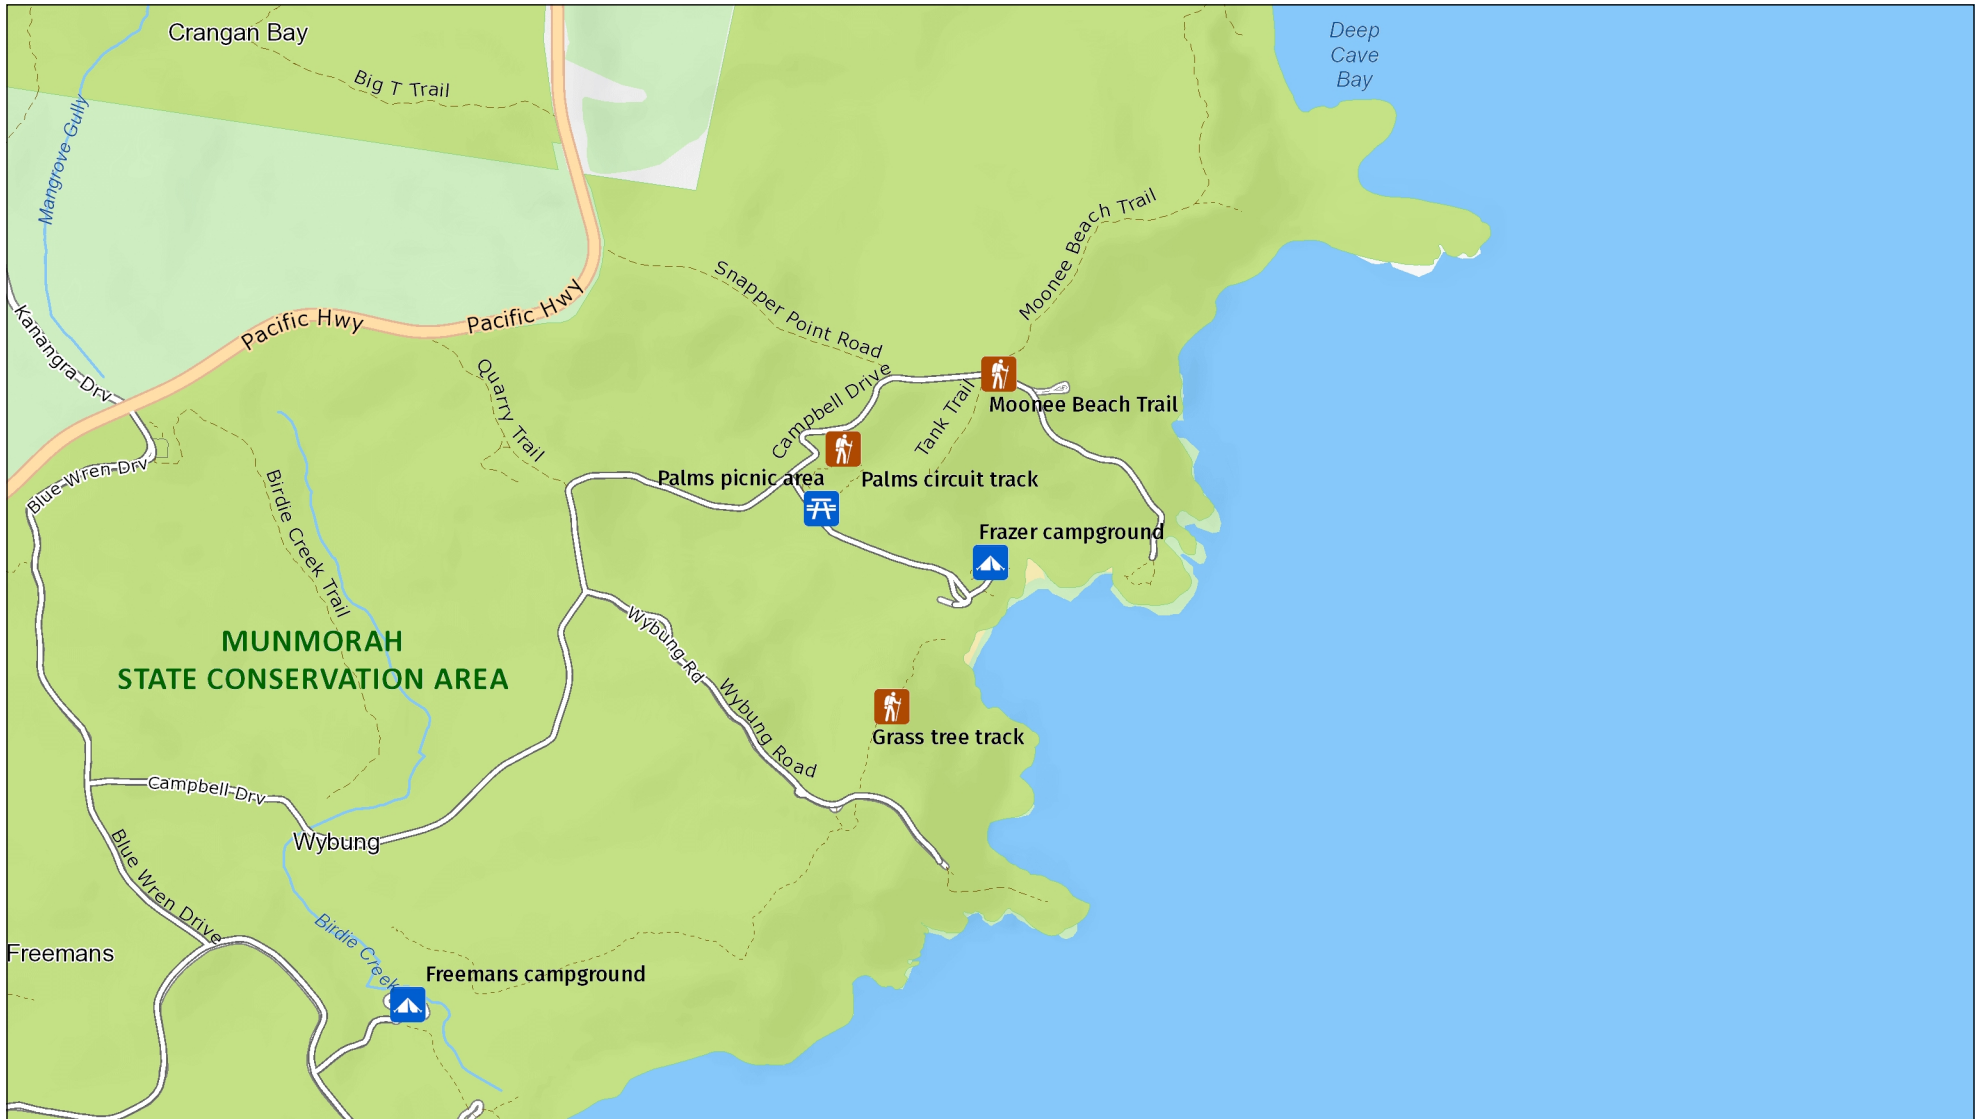 Crangan Bay
Deep
Cave
Bay
Big T Trail
Mangrove Gully
Moonee Beach Trail
Snapper Point Road
Pacific Hwy
Pacific Hwy
Kanangra Drv
Quarry Trail
Campbell Drive
Tank Trail
Moonee Beach Trail
Palms picnic area
Palms circuit track
Blue Wren Drv
Birdie Creek Trail
Frazer campground
MUNMORAH
STATE CONSERVATION AREA
Wybung Rd
Wybung Road
Grass tree track
Campbell Drv
Wybung
Blue Wren Drive
Birdie Creek
Freemans
Freemans campground